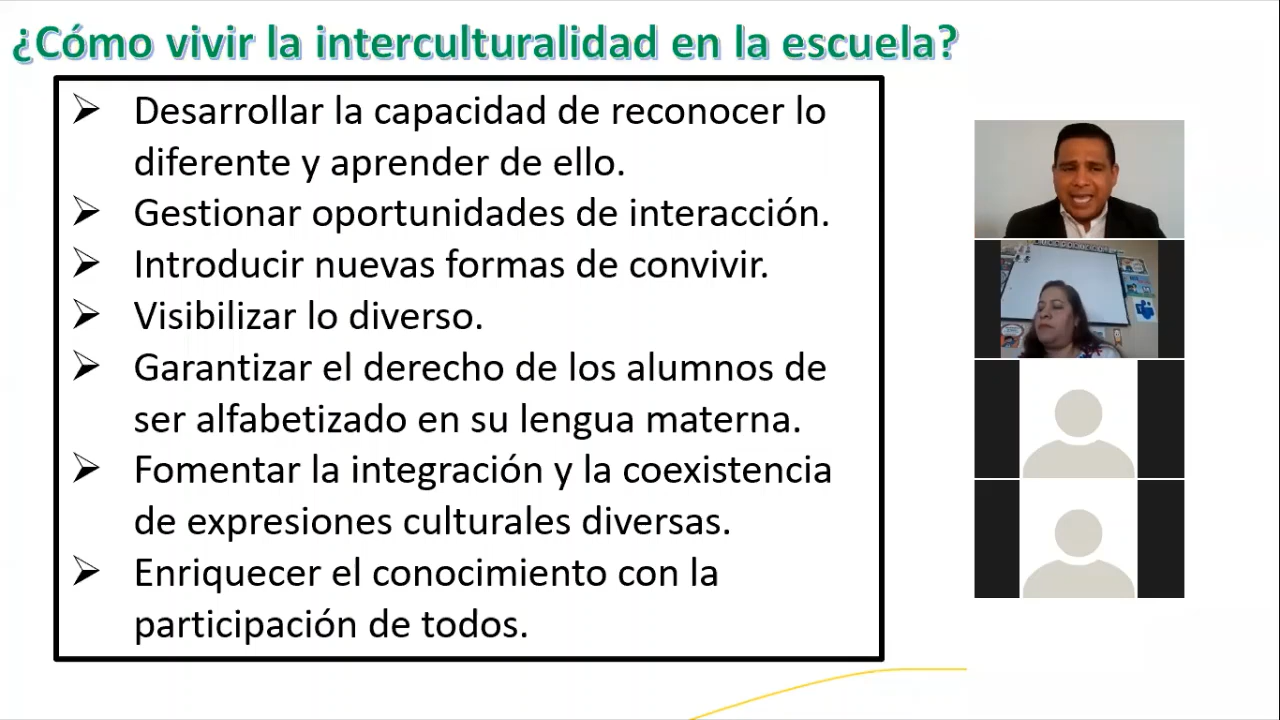 ¿Cómo vivir la interculturalidad en la escuela?
➢ Desarrollar la capacidad de reconocer lo
diferente y aprender de ello.
➢ Gestionar oportunidades de interacción.
➢ Introducir nuevas formas de convivir.
➢ Visibilizar lo diverso.
➢ Garantizar el derecho de los alumnos de
ser alfabetizado en su lengua materna.
➢ Fomentar la integración y la coexistencia
de expresiones culturales diversas.
➢ Enriquecer el conocimiento con la
participación de todos.